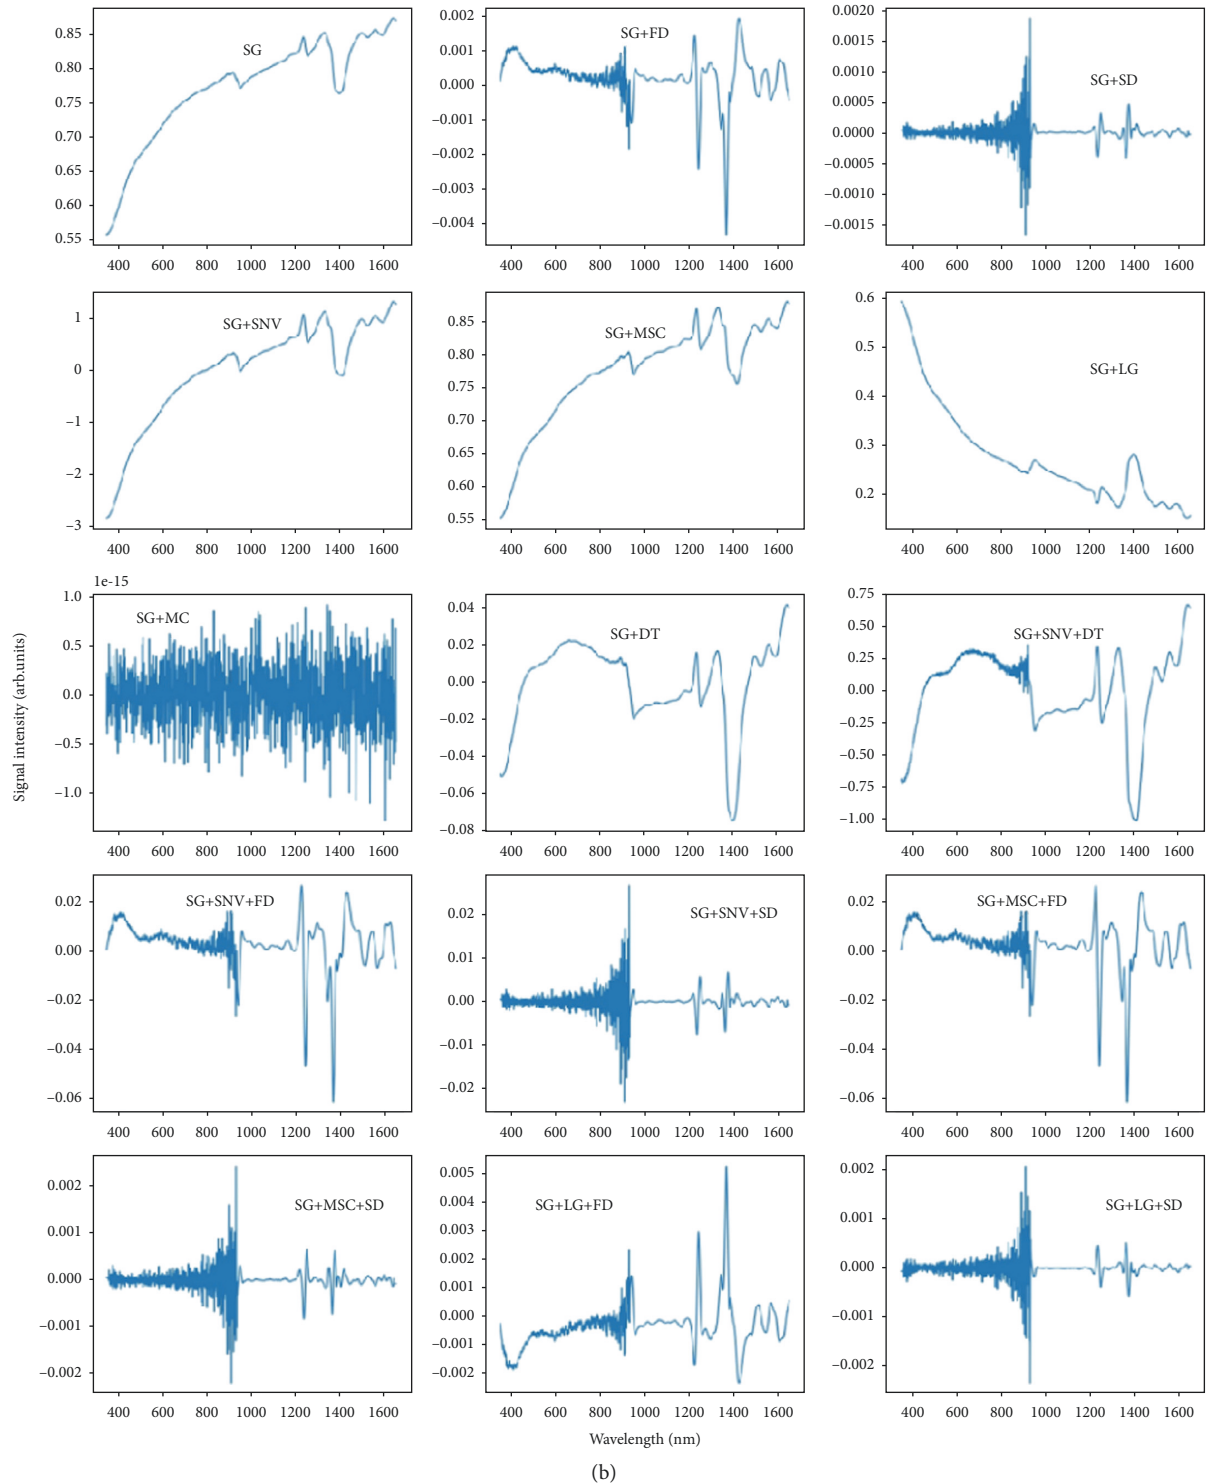 SG
0.85
0.80
0.75
0.70
0.65
0.60
0.55
400 600 800 1000 1200 1400 1600
SG+FD
0.002
0.001
0.000
−0.001
−0.002
−0.003
−0.004
400 600 800 1000 1200 1400 1600
SG+SD
0.0020
0.0015
0.0010
0.0005
0.0000
−0.0005
−0.0010
−0.0015
400 600 800 1000 1200 1400 1600
SG+SNV
1
0
−1
−2
−3
400 600 800 1000 1200 1400 1600
SG+MSC
0.85
0.80
0.75
0.70
0.65
0.60
0.55
400 600 800 1000 1200 1400 1600
SG+LG
0.6
0.5
0.4
0.3
0.2
400 600 800 1000 1200 1400 1600
Signal intensity (arb.units)
1e-15
SG+MC
1.0
0.5
0.0
−0.5
−1.0
400 600 800 1000 1200 1400 1600
SG+DT
0.04
0.02
0.00
−0.02
−0.04
−0.06
−0.08
400 600 800 1000 1200 1400 1600
SG+SNV+DT
0.75
0.50
0.25
0.00
−0.25
−0.50
−0.75
−1.00
400 600 800 1000 1200 1400 1600
SG+SNV+FD
0.02
0.00
−0.02
−0.04
−0.06
400 600 800 1000 1200 1400 1600
SG+SNV+SD
0.02
0.01
0.00
−0.01
−0.02
400 600 800 1000 1200 1400 1600
SG+MSC+FD
0.02
0.00
−0.02
−0.04
−0.06
400 600 800 1000 1200 1400 1600
SG+MSC+SD
0.002
0.001
0.000
−0.001
−0.002
400 600 800 1000 1200 1400 1600
SG+LG+FD
0.005
0.004
0.003
0.002
0.001
0.000
−0.001
−0.002
400 600 800 1000 1200 1400 1600
SG+LG+SD
0.002
0.001
0.000
−0.001
−0.002
400 600 800 1000 1200 1400 1600
Wavelength (nm)
(b)